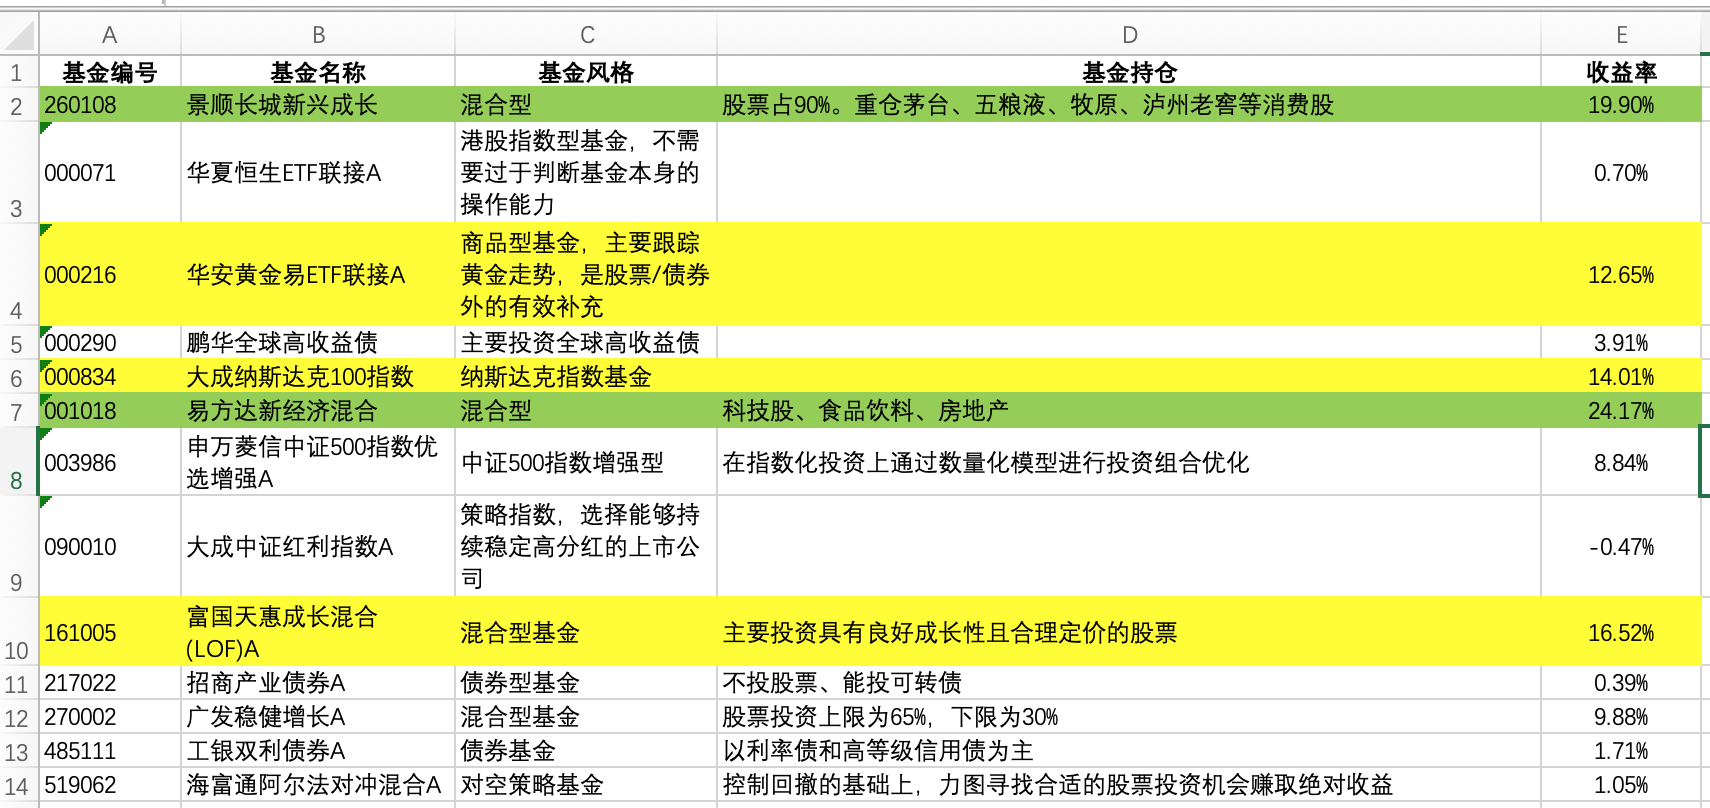 A B C D E
1 基金编号 基金名称 基金风格 基金持仓 收益率
2 260108 景顺长城新兴成长 混合型 股票占90%。重仓茅台、五粮液、牧原、泸州老窖等消费股 19.90%
港股指数型基金，不需
000071 华夏恒生ETF联接A 要过于判断基金本身的 0.70%
3 操作能力
商品型基金，主要跟踪
000216 华安黄金易ETF联接A 黄金走势，是股票/债券 12.65%
4 外的有效补充
5 000290 鹏华全球高收益债 主要投资全球高收益债 3.91%
6 000834 大成纳斯达克100指数 纳斯达克指数基金 14.01%
7 001018 易方达新经济混合 混合型 科技股、食品饮料、房地产 24.17%
申万菱信中证500指数优
003986 中证500指数增强型 在指数化投资上通过数量化模型进行投资组合优化 8.84%
8 选增强A
策略指数，选择能够持
090010 大成中证红利指数A 续稳定高分红的上市公 -0.47%
9 司
富国天惠成长混合
161005 混合型基金 主要投资具有良好成长性且合理定价的股票 16.52%
10 (LOF)A
11 217022 招商产业债券A 债券型基金 不投股票、能投可转债 0.39%
12 270002 广发稳健增长A 混合型基金 股票投资上限为65%，下限为30% 9.88%
13 485111 工银双利债券A 债券基金 以利率债和高等级信用债为主 1.71%
14 519062 海富通阿尔法对冲混合A 对空策略基金 控制回撤的基础上，力图寻找合适的股票投资机会赚取绝对收益 1.05%